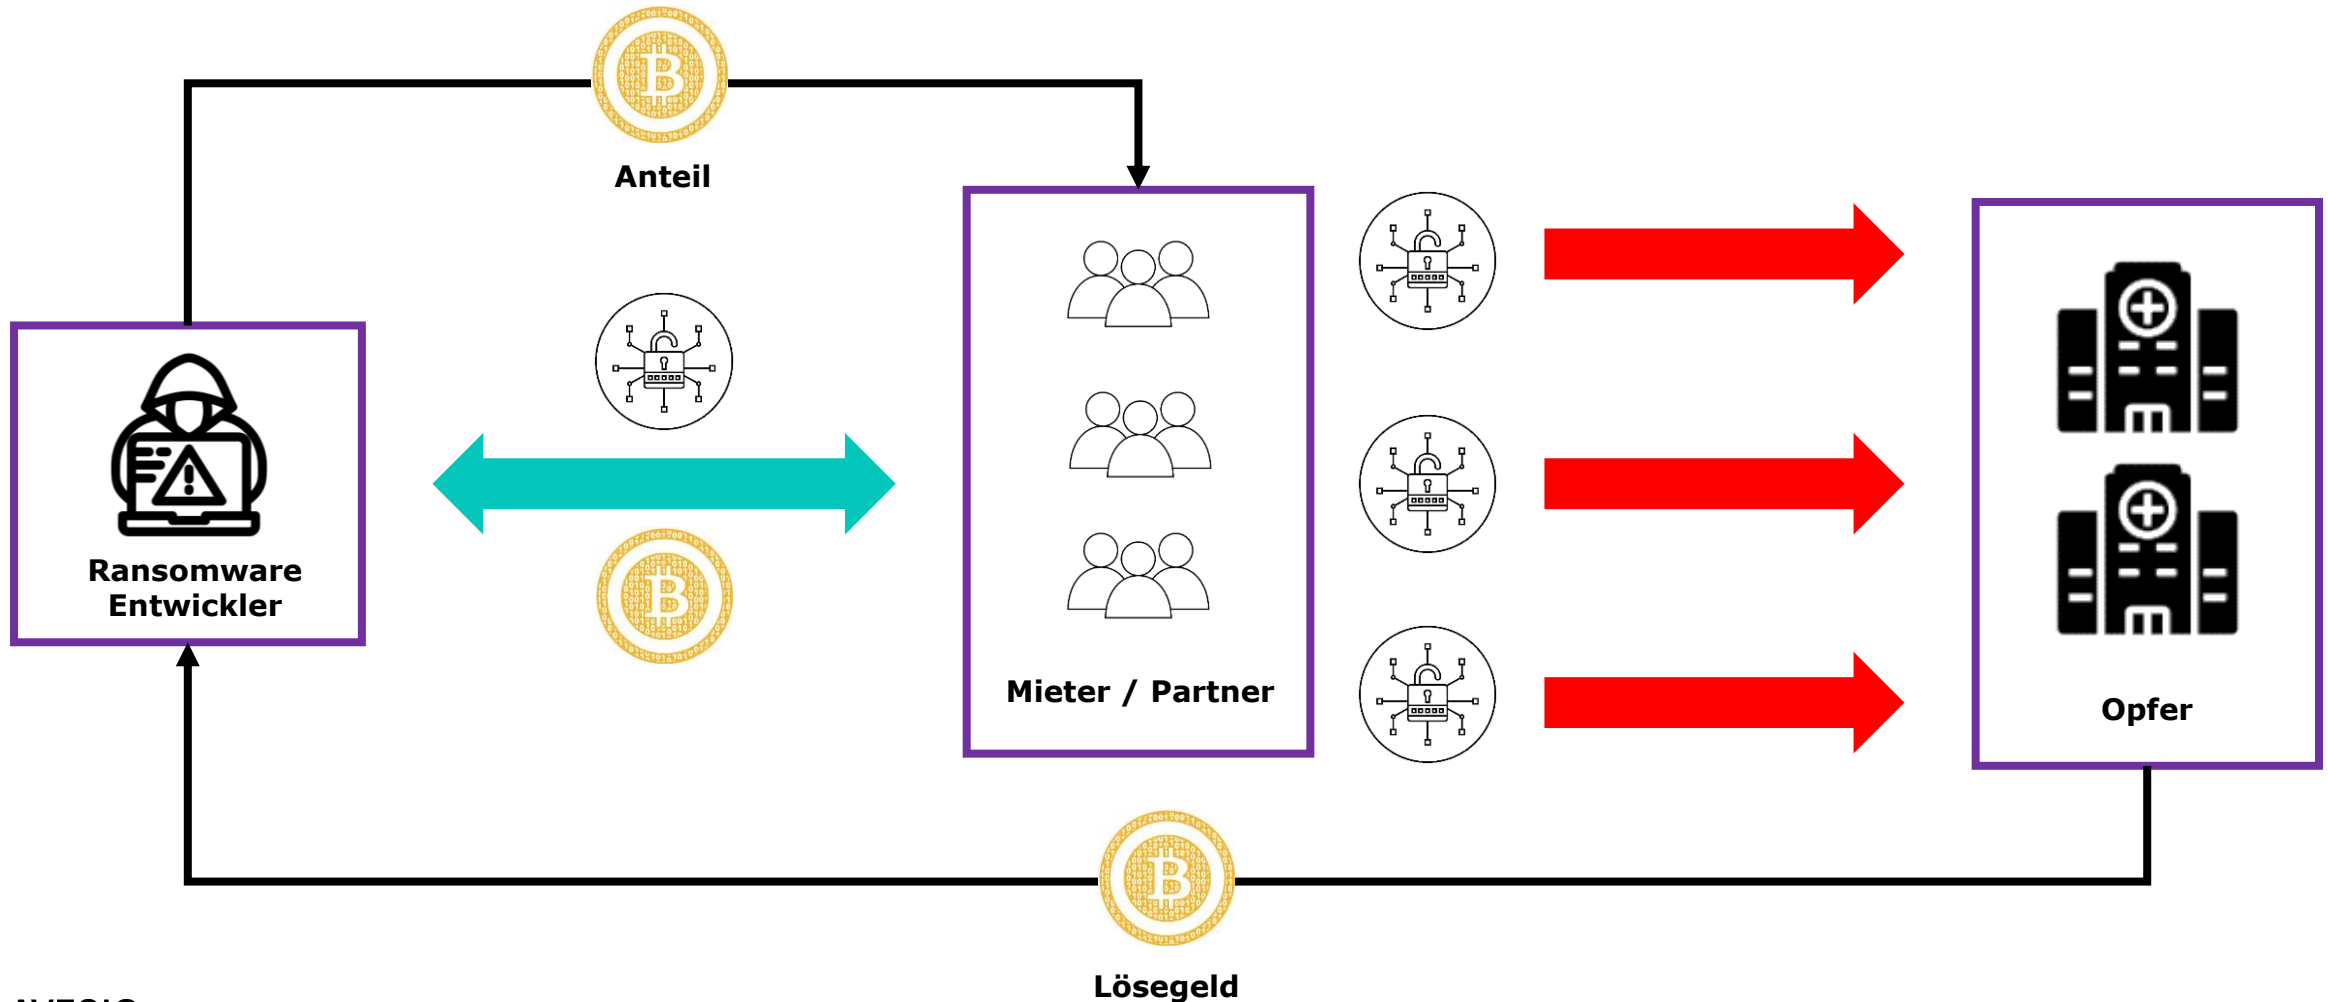 Anteil
Ransomware
Entwickler
Mieter / Partner
Opfer
Lösegeld